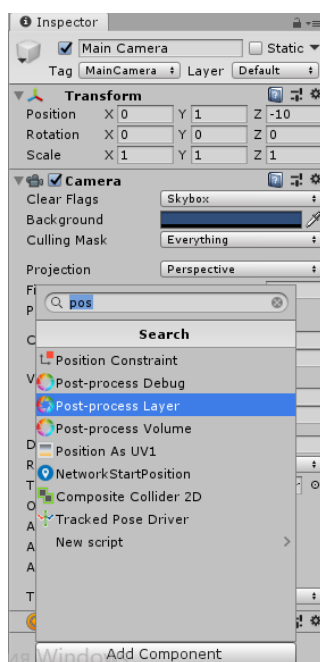 Inspector
Main Camera Static
Tag MainCamera Layer Default
Transform
Position X 0 Y 1 Z -10
Rotation X 0 Y 0 Z 0
Scale X 1 Y 1 Z 1
Camera
Clear Flags Skybox
Background
Culling Mask Everything
Projection Perspective
Fi
pos
P
Search
C
Position Constraint
V
Post-process Debug
Post-process Layer
Post-process Volume
D
Position As UV1
R
NetworkStartPosition
T
Composite Collider 2D
O
Tracked Pose Driver
A
New script
A
A
T
Add Component
Window